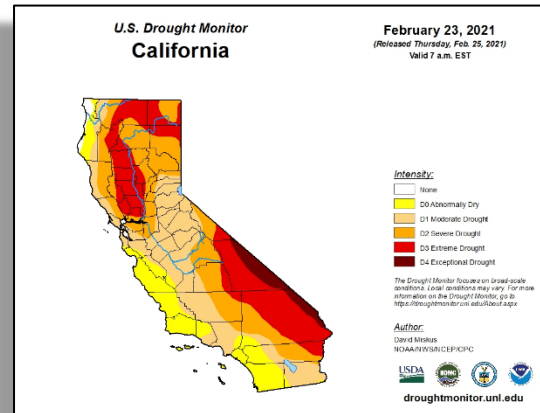 U.S. Drought Monitor
California
February 23, 2021
(Released Thursday, Feb. 25, 2021)
Valid 7 a.m. EST
Intensity:
None
D0 Abnormally Dry
D1 Moderate Drought
D2 Severe Drought
D3 Extreme Drought
D4 Exceptional Drought
The Drought Monitor focuses on broad-scale
conditions. Local conditions may vary. For more
information on the Drought Monitor, go to
https://droughtmonitor.unl.edu/About.aspx
Author:
David Miskus
NOAA/NWS/NCEP/CPC
USDA
NDMC
droughtmonitor.unl.edu